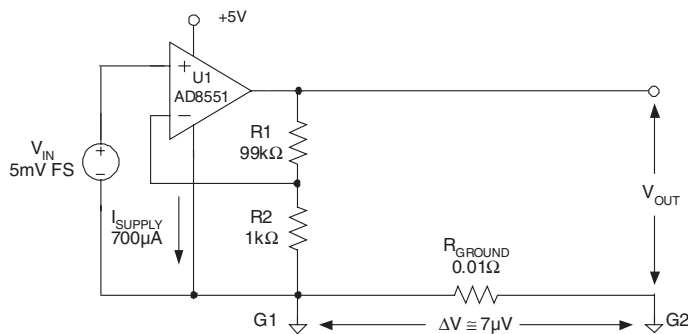 +5V
+
U1
AD8551
−
R1
99kΩ
V_IN
5mV FS
+
−
I_SUPPLY
700µA
R2
1kΩ
V_OUT
R_GROUND
0.01Ω
G1
ΔV ≅ 7µV
G2